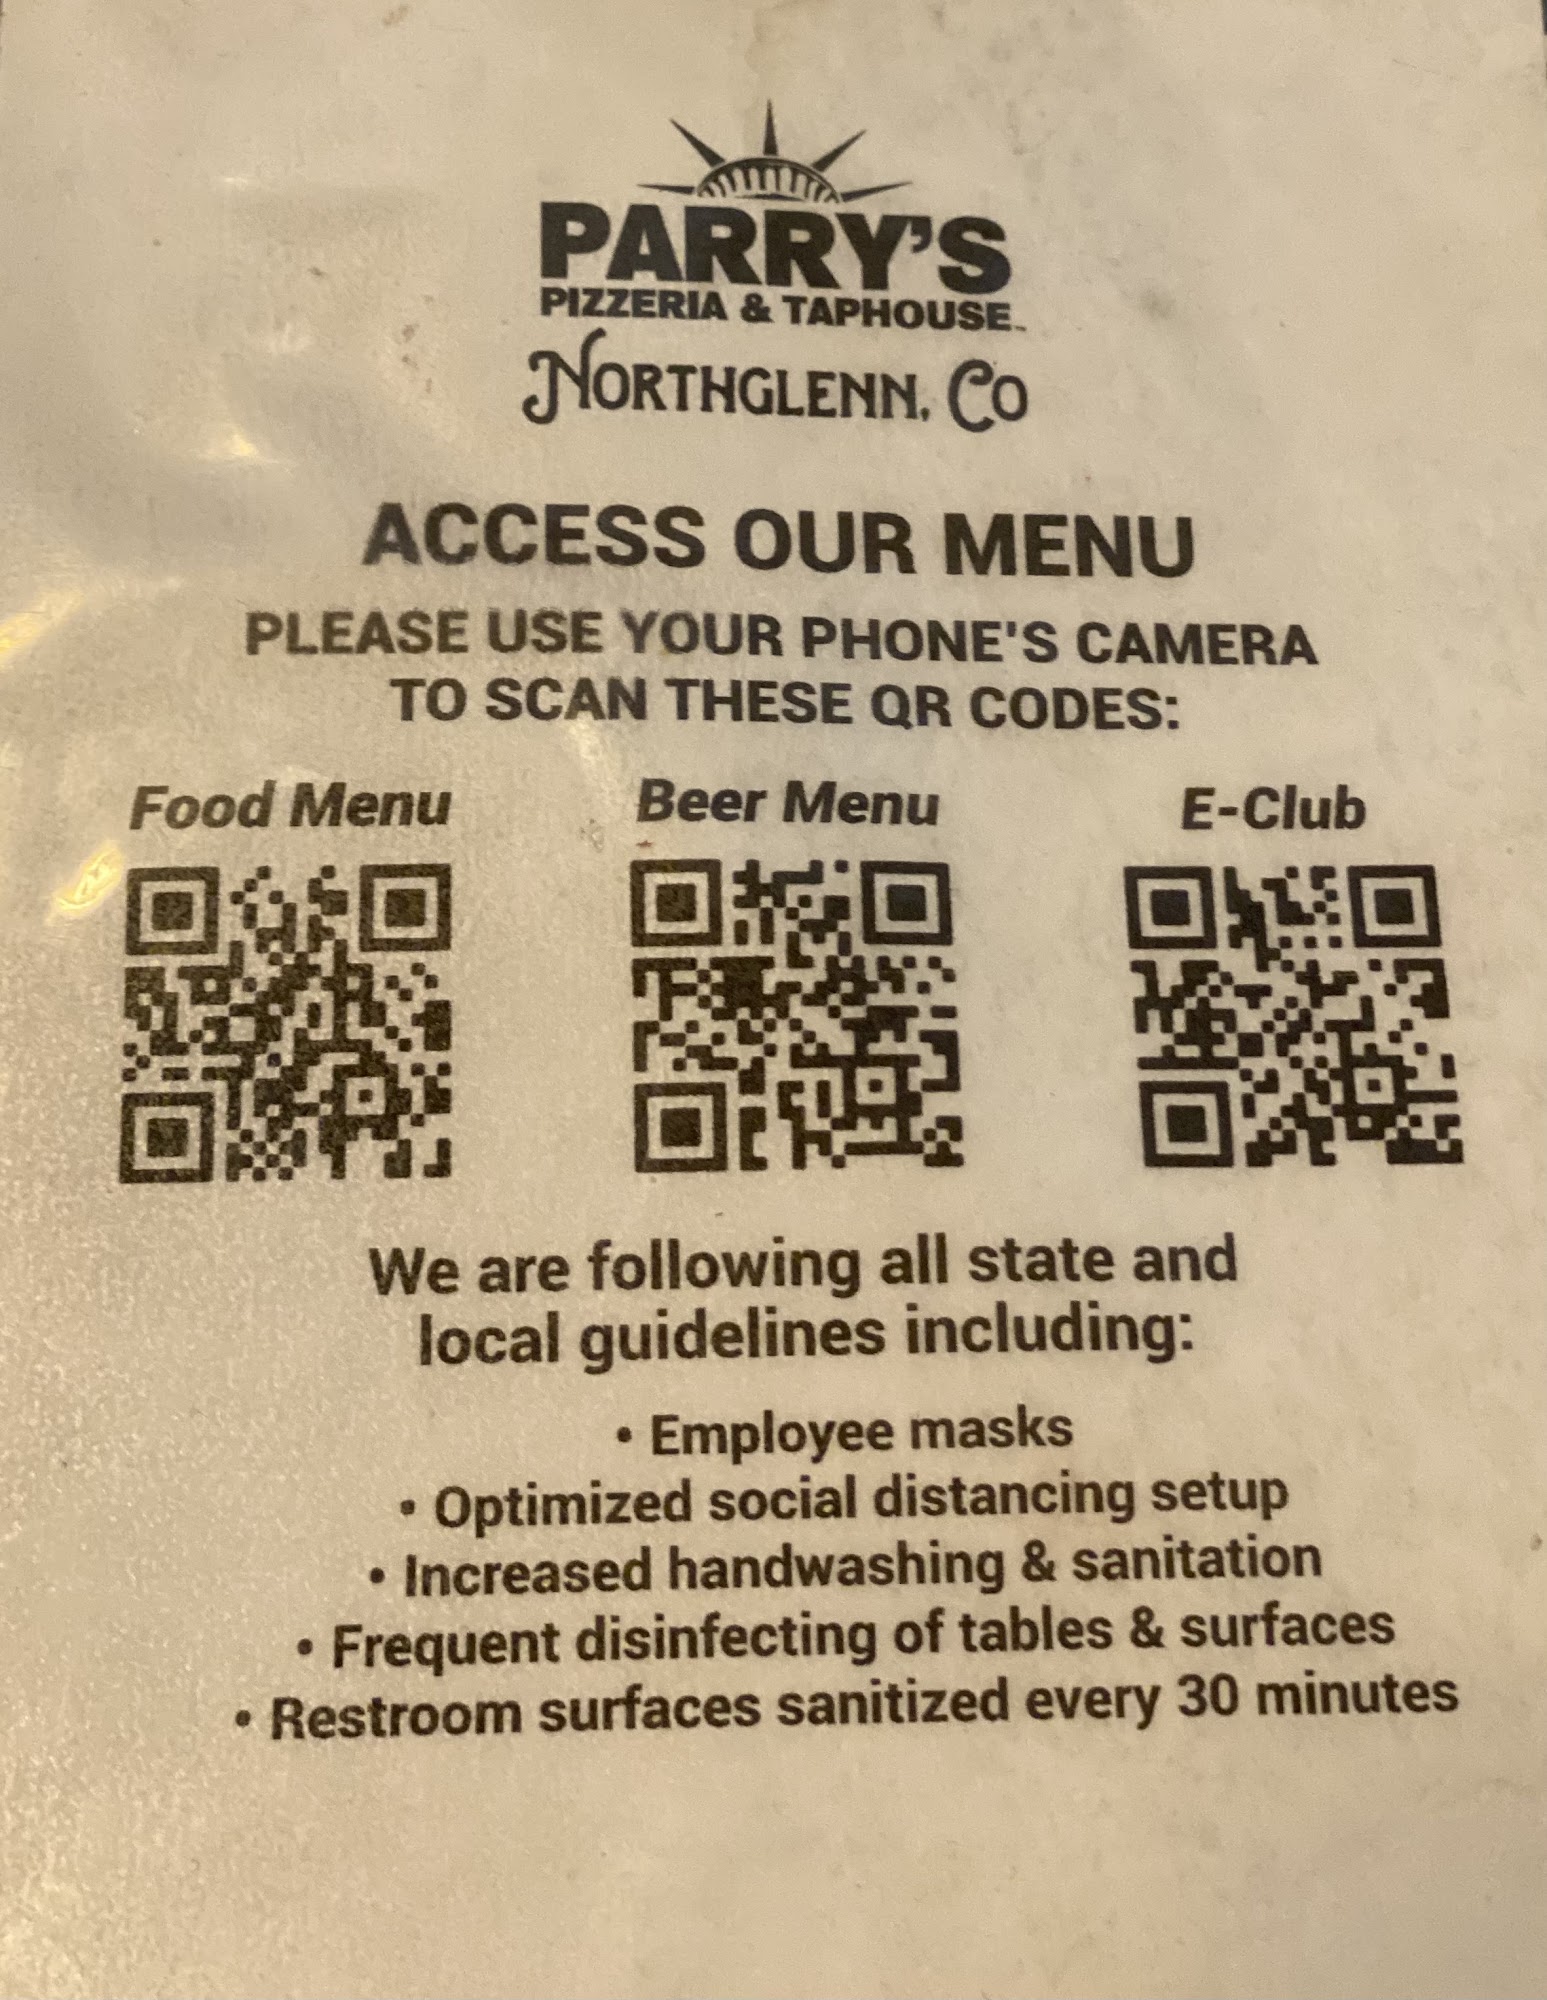 PARRY'S
PIZZERIA & TAPHOUSE™
NORTHGLENN, CO
ACCESS OUR MENU
PLEASE USE YOUR PHONE'S CAMERA
TO SCAN THESE QR CODES:
Food Menu Beer Menu E-Club
We are following all state and
local guidelines including:
• Employee masks
• Optimized social distancing setup
• Increased handwashing & sanitation
• Frequent disinfecting of tables & surfaces
• Restroom surfaces sanitized every 30 minutes